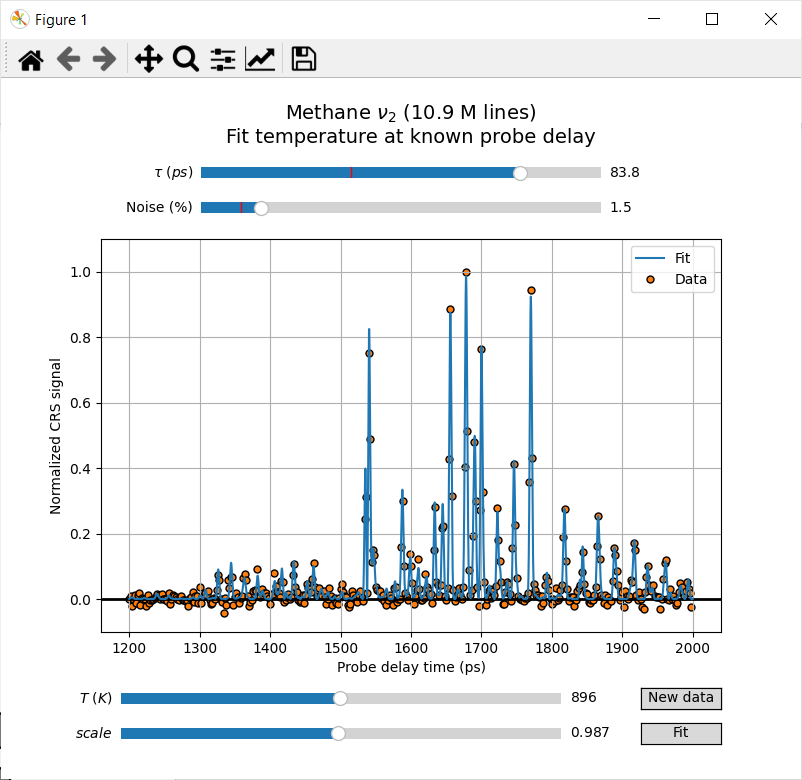 Figure 1
Methane ν₂ (10.9 M lines)
Fit temperature at known probe delay
τ (ps) 83.8
Noise (%) 1.5
Fit
Data
1.0
0.8
0.6
0.4
0.2
0.0
Normalized CRS signal
1200 1300 1400 1500 1600 1700 1800 1900 2000
Probe delay time (ps)
T (K) 896 New data
scale 0.987 Fit